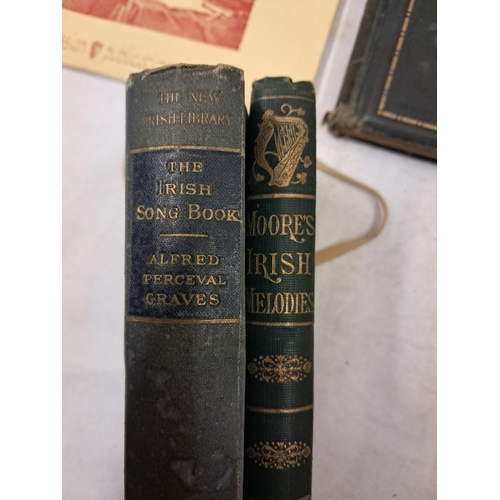 THE NEW
IRISH LIBRARY
THE
IRISH
SONG BOOK
ALFRED
PERCEVAL
GRAVES
MOORE'S
IRISH
MELODIES